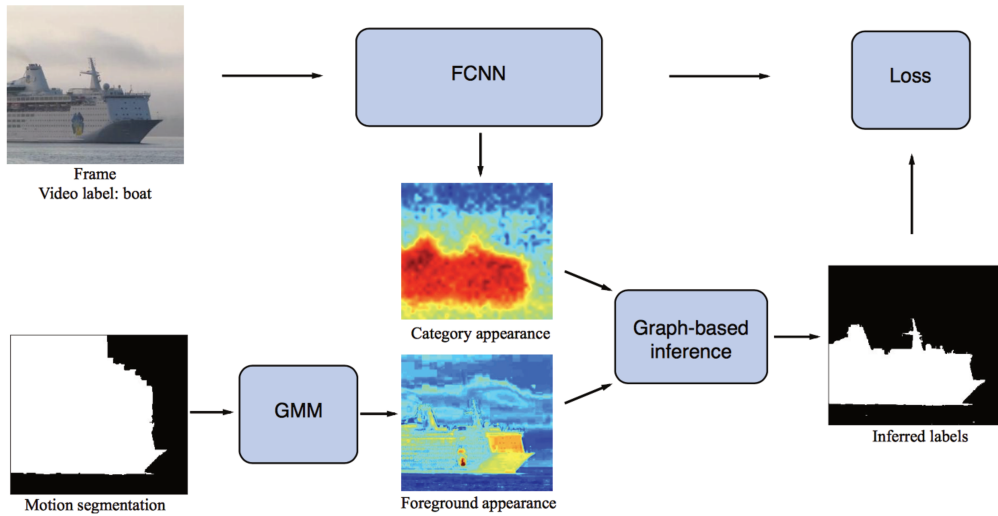 FCNN
Loss
Frame
Video label: boat
Category appearance
Graph-based
inference
GMM
Inferred labels
Motion segmentation
Foreground appearance